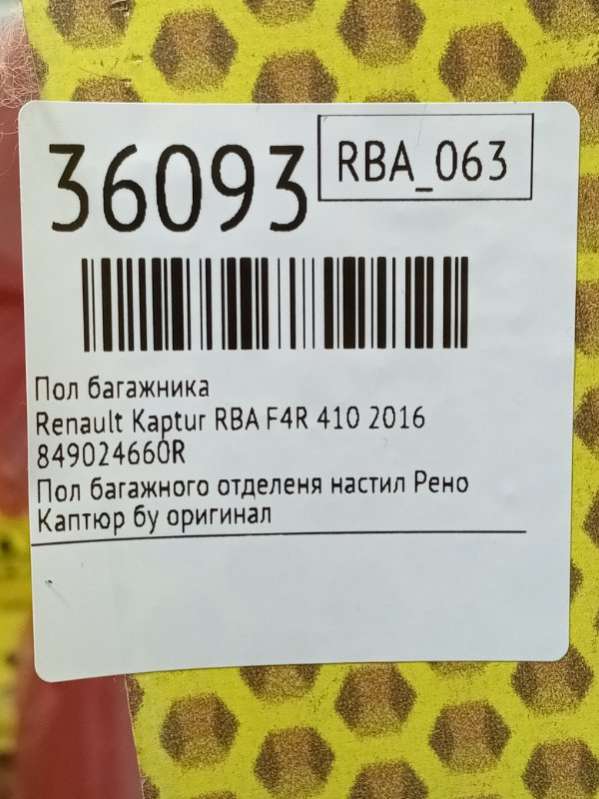 36093
RBA_063
Пол багажника
Renault Kaptur RBA F4R 410 2016
849024660R
Пол багажного отделеня настил Рено
Каптюр бу оригинал